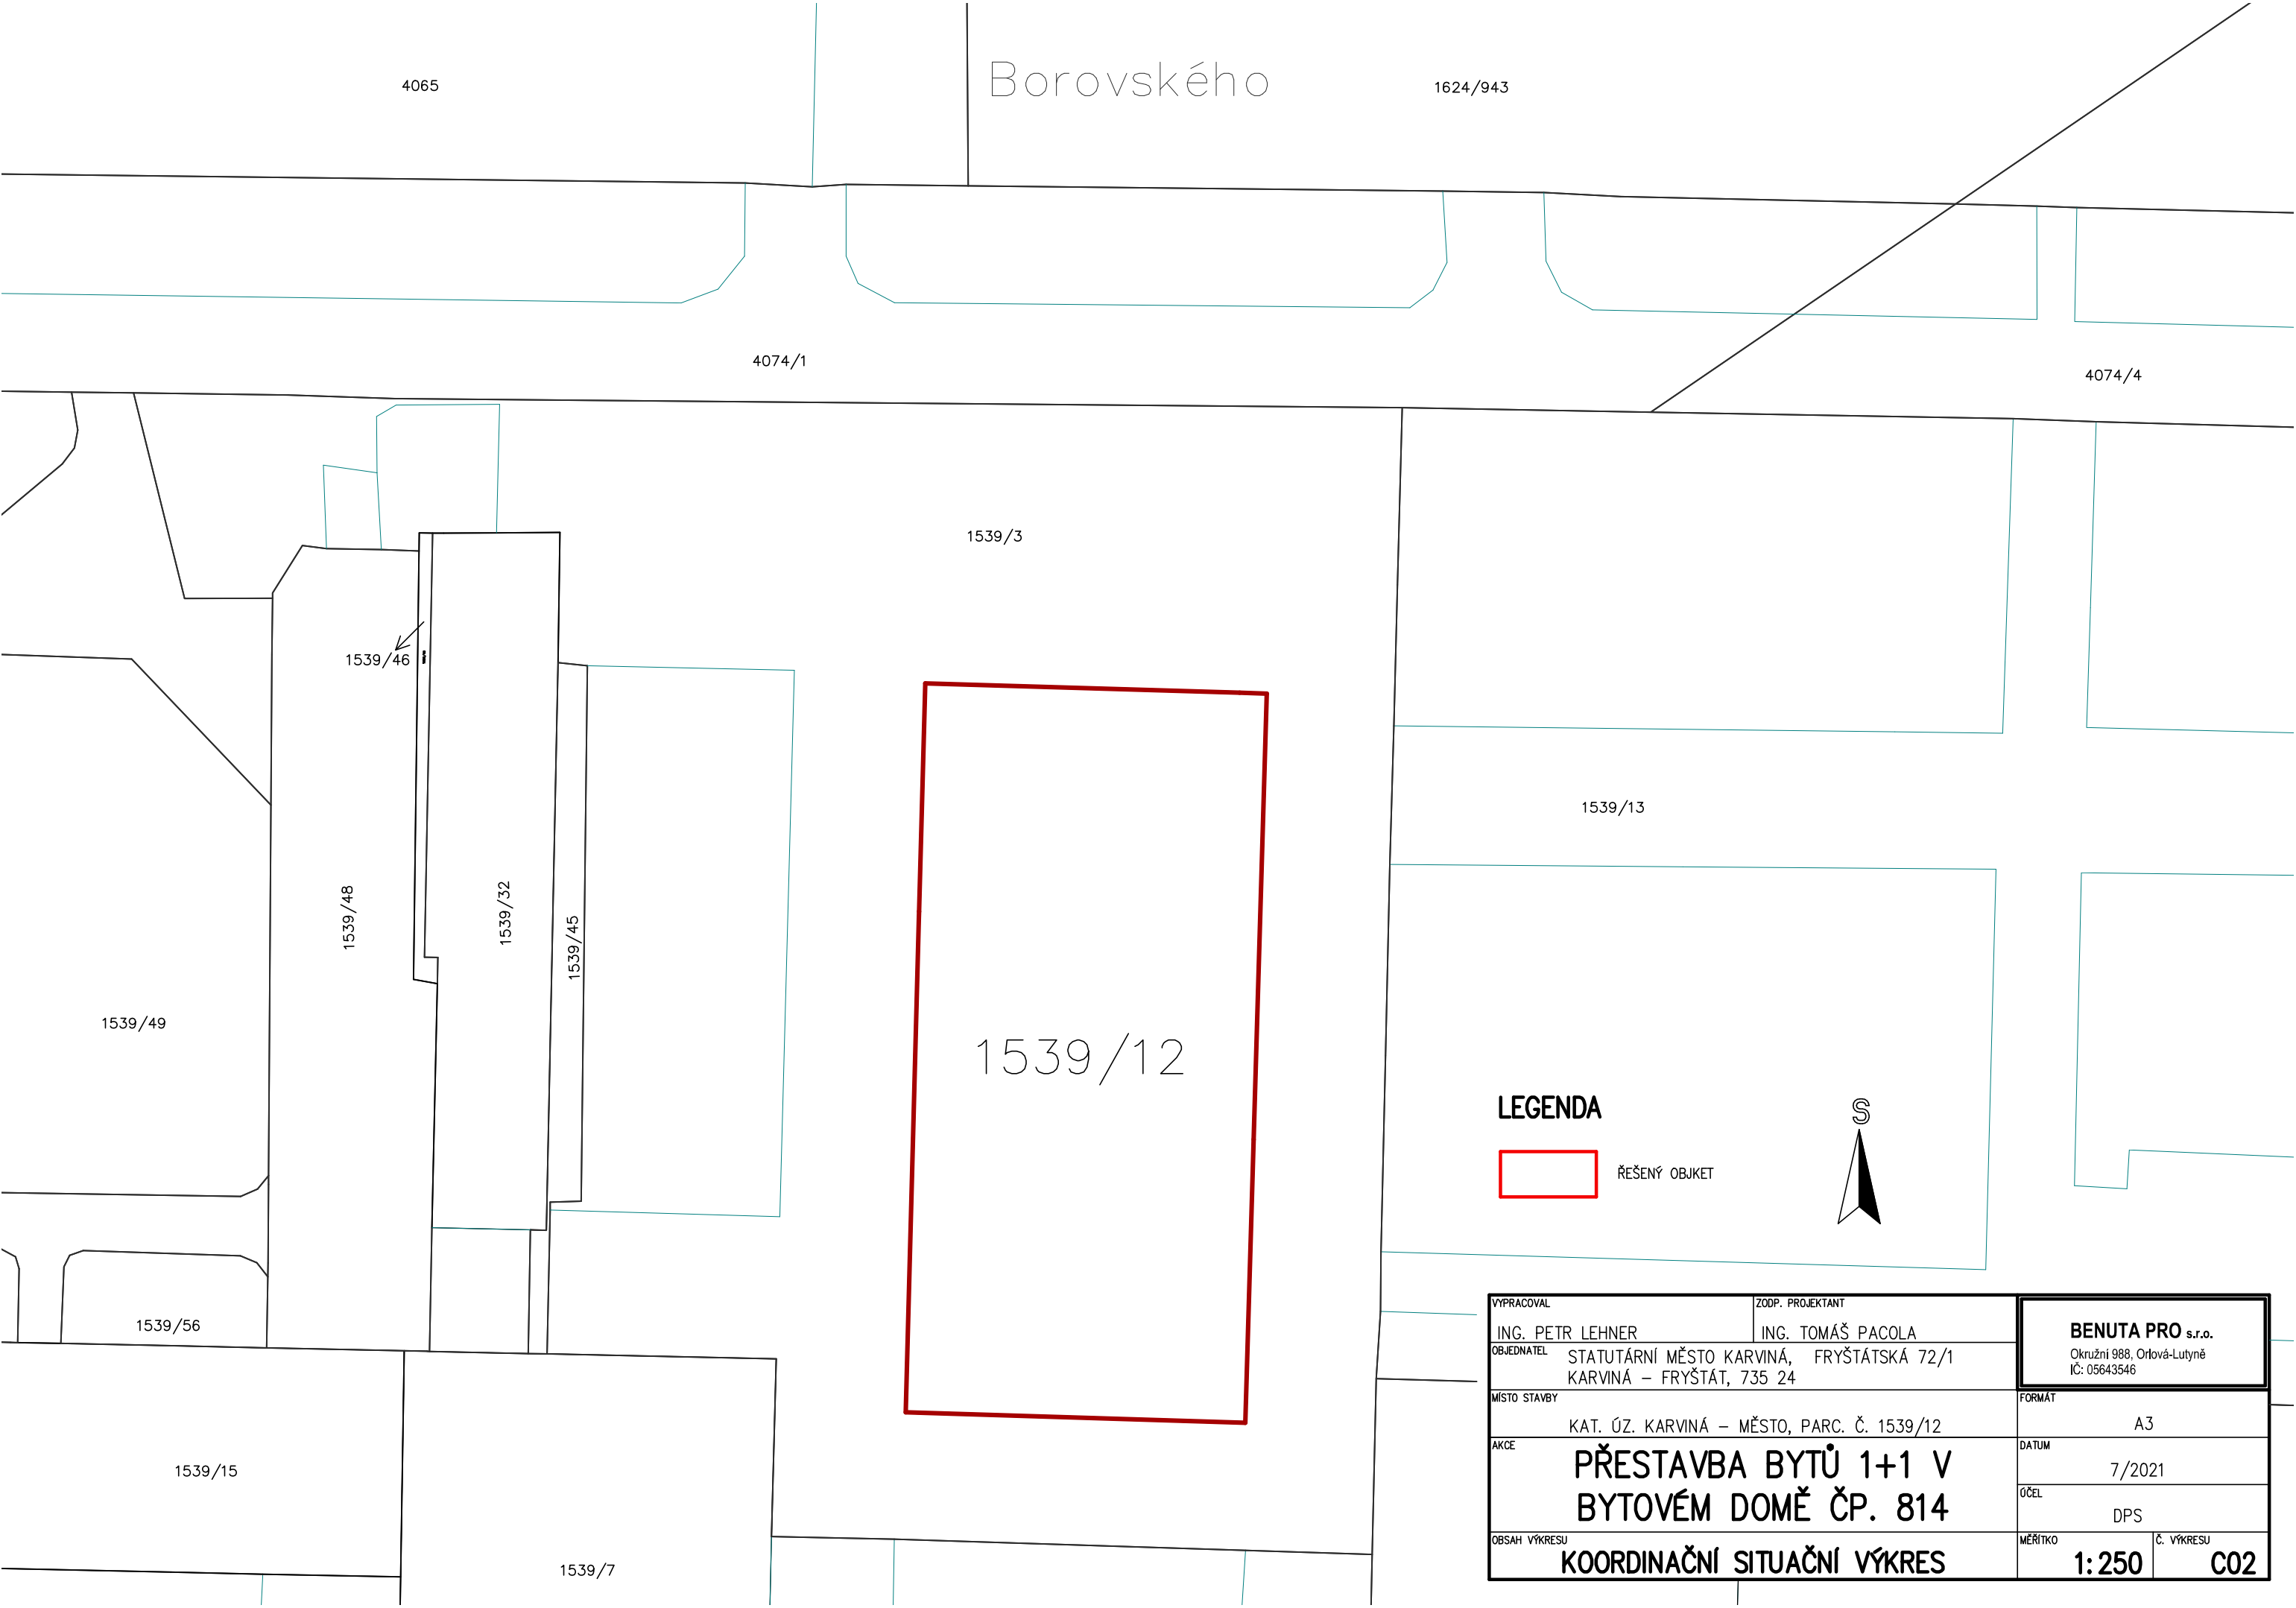 4065
Borovského
1624/943
4074/1
4074/4
1539/3
1539/46
1539/13
1539/48
1539/32
1539/45
1539/49
1539/12
LEGENDA
S
ŘEŠENÝ OBJKET
1539/56
1539/15
1539/7
VYPRACOVAL
ING. PETR LEHNER
ZODP. PROJEKTANT
ING. TOMÁŠ PACOLA
BENUTA PRO s.r.o.
Okružní 988, Orlová-Lutyně
IČ: 05643546
OBJEDNATEL
STATUTÁRNÍ MĚSTO KARVINÁ, FRYŠTÁTSKÁ 72/1
KARVINÁ – FRYŠTÁT, 735 24
MÍSTO STAVBY
KAT. ÚZ. KARVINÁ – MĚSTO, PARC. Č. 1539/12
FORMÁT
A3
AKCE
PŘESTAVBA BYTŮ 1+1 V
BYTOVÉM DOMĚ ČP. 814
DATUM
7/2021
ÚČEL
DPS
OBSAH VÝKRESU
KOORDINAČNÍ SITUAČNÍ VÝKRES
MĚŘÍTKO
1:250
Č. VÝKRESU
C02